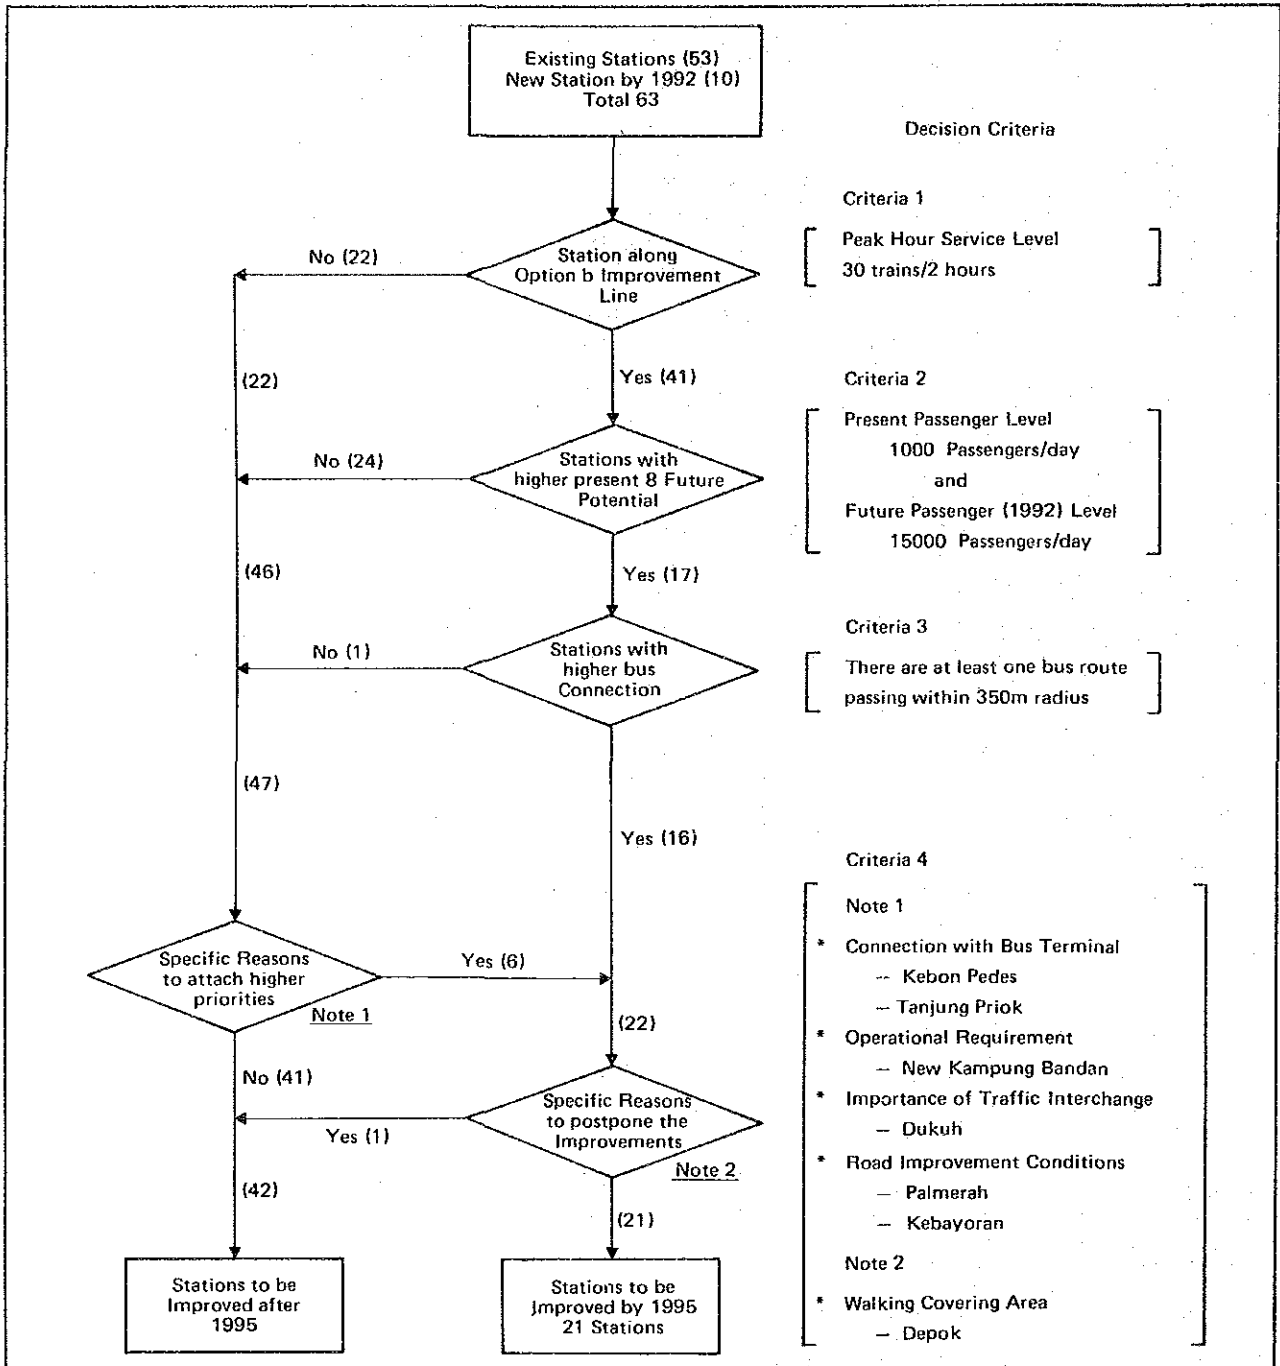 Existing Stations (53)
New Station by 1992 (10)
Total 63
Decision Criteria
Criteria 1
Peak Hour Service Level
30 trains/2 hours
Station along
Option b Improvement
Line
No (22)
(22)
Yes (41)
Criteria 2
Present Passenger Level
1000 Passengers/day
and
Future Passenger (1992) Level
15000 Passengers/day
Stations with
higher present 8 Future
Potential
No (24)
(46)
Yes (17)
Criteria 3
There are at least one bus route
passing within 350m radius
Stations with
higher bus
Connection
No (1)
(47)
Yes (16)
Criteria 4
Note 1
* Connection with Bus Terminal
— Kebon Pedes
— Tanjung Priok
* Operational Requirement
— New Kampung Bandan
* Importance of Traffic Interchange
— Dukuh
* Road Improvement Conditions
— Palmerah
— Kebayoran
Note 2
* Walking Covering Area
— Depok
Specific Reasons
to attach higher
priorities
Note 1
Yes (6)
(22)
No (41)
Specific Reasons
to postpone the
Improvements
Note 2
Yes (1)
(42)
(21)
Stations to be
Improved after
1995
Stations to be
Improved by 1995
21 Stations